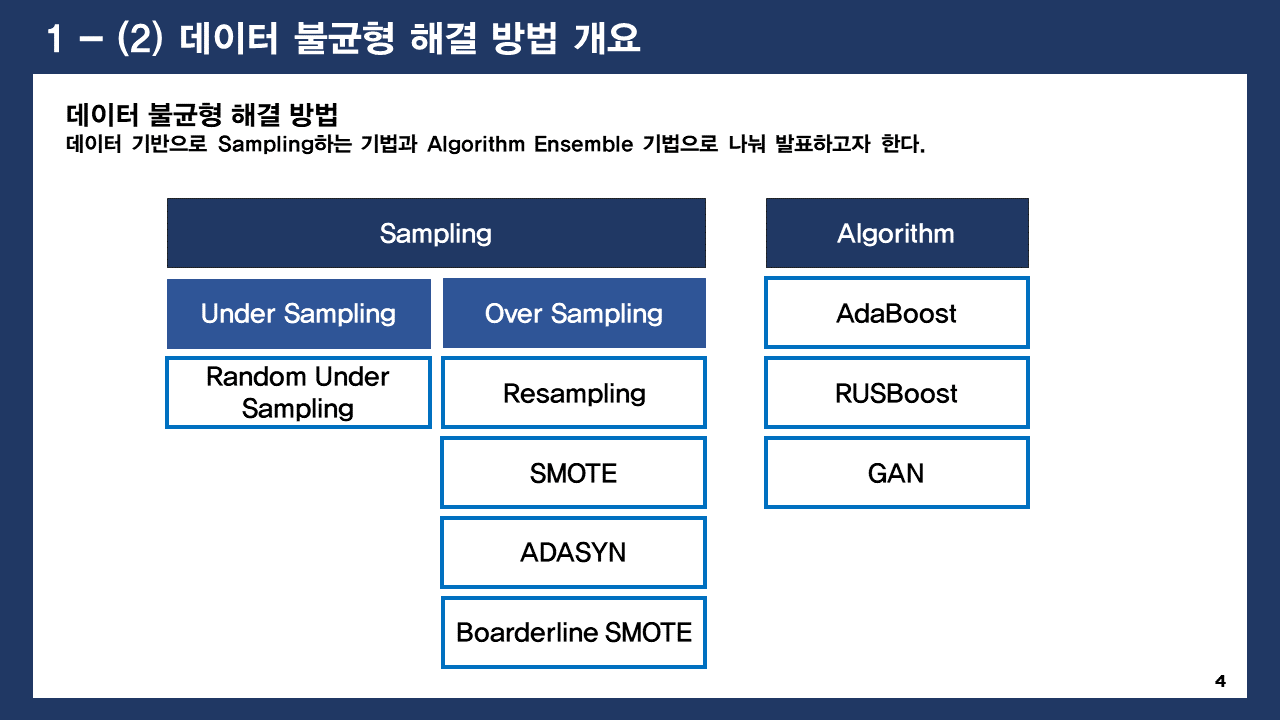 1 – (2) 데이터 불균형 해결 방법 개요
데이터 불균형 해결 방법
데이터 기반으로 Sampling하는 기법과 Algorithm Ensemble 기법으로 나눠 발표하고자 한다.
Sampling
Algorithm
Under Sampling
Over Sampling
AdaBoost
Random Under
Sampling
Resampling
RUSBoost
SMOTE
GAN
ADASYN
Boarderline SMOTE
4